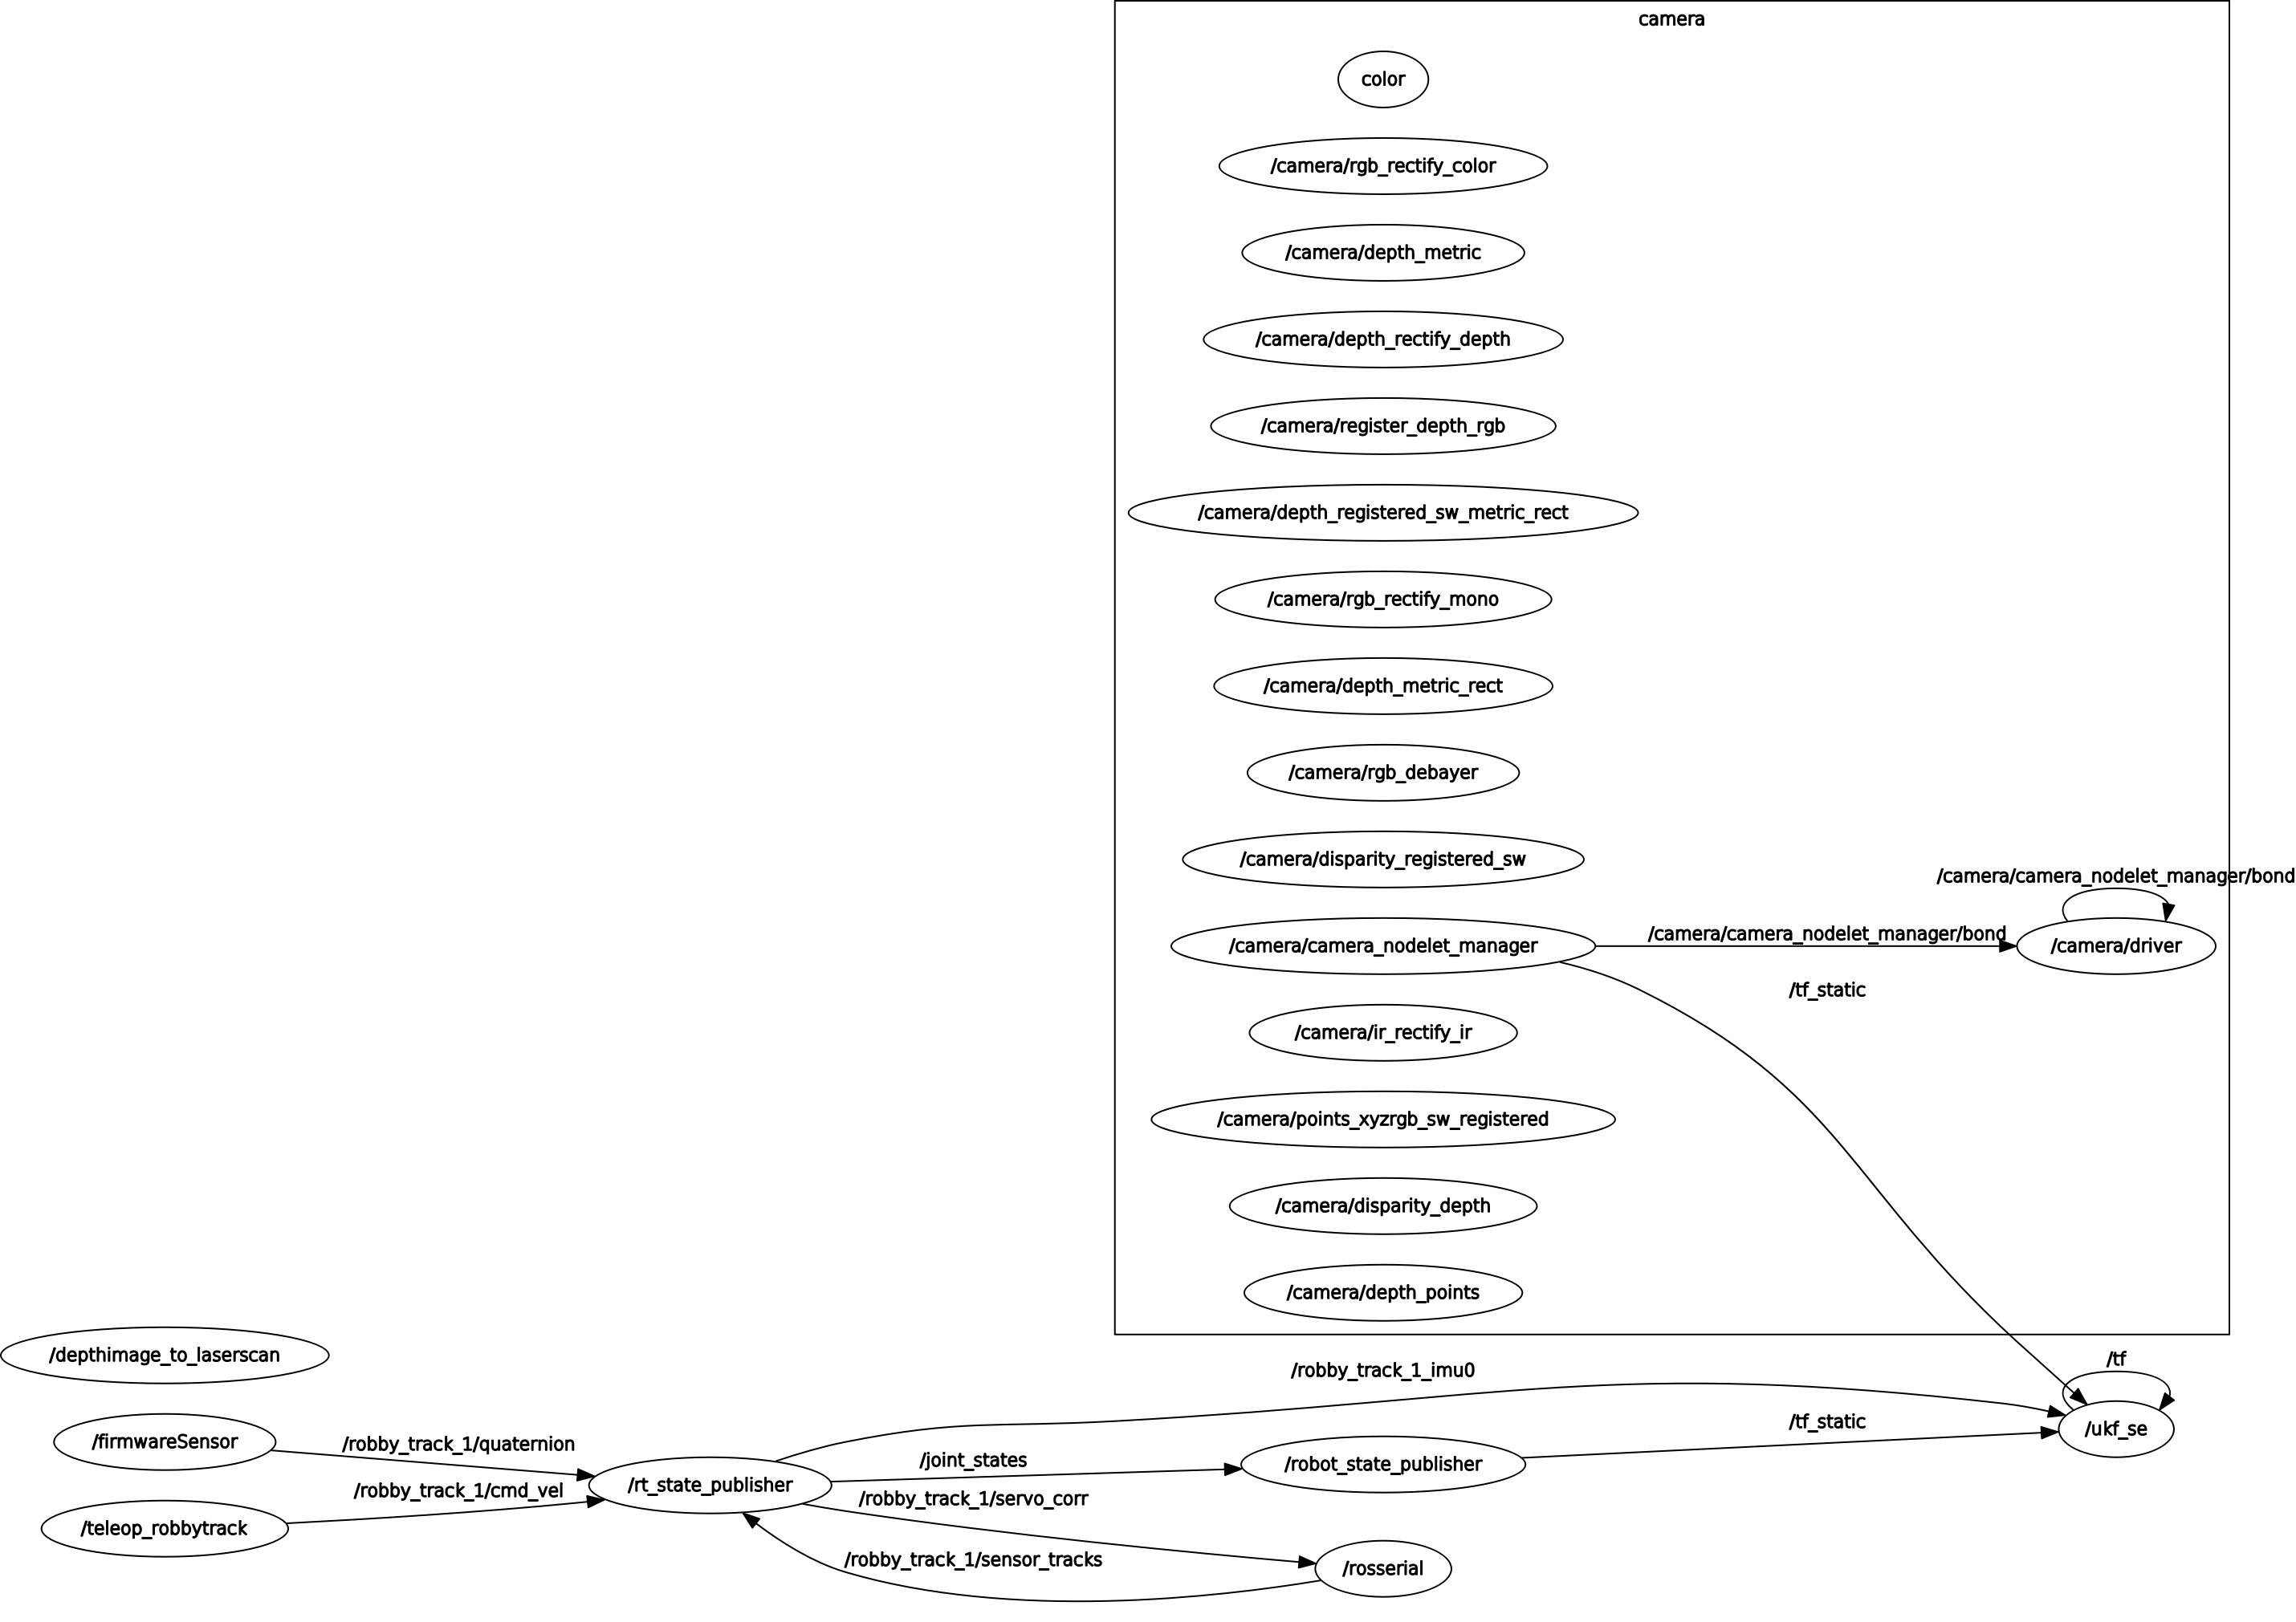 camera
color
/camera/rgb_rectify_color
/camera/depth_metric
/camera/depth_rectify_depth
/camera/register_depth_rgb
/camera/depth_registered_sw_metric_rect
/camera/rgb_rectify_mono
/camera/depth_metric_rect
/camera/rgb_debayer
/camera/disparity_registered_sw
/camera/camera_nodelet_manager/bond
/camera/camera_nodelet_manager
/camera/camera_nodelet_manager/bond
/camera/driver
/tf_static
/camera/ir_rectify_ir
/camera/points_xyzrgb_sw_registered
/camera/disparity_depth
/camera/depth_points
/depthimage_to_laserscan
/tf
/robby_track_1_imu0
/firmwareSensor
/robby_track_1/quaternion
/tf_static
/ukf_se
/joint_states
/robot_state_publisher
/rt_state_publisher
/robby_track_1/cmd_vel
/robby_track_1/servo_corr
/teleop_robbytrack
/robby_track_1/sensor_tracks
/rosserial